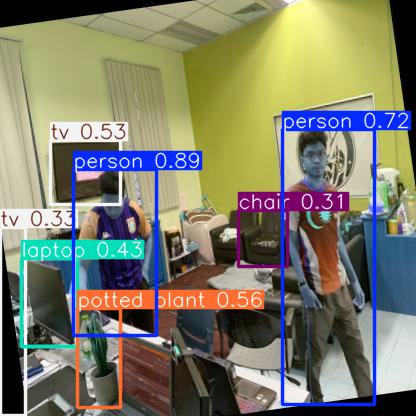 tv 0.53
person 0.72
person 0.89
chair 0.31
tv 0.33
laptop 0.43
potted plant 0.56